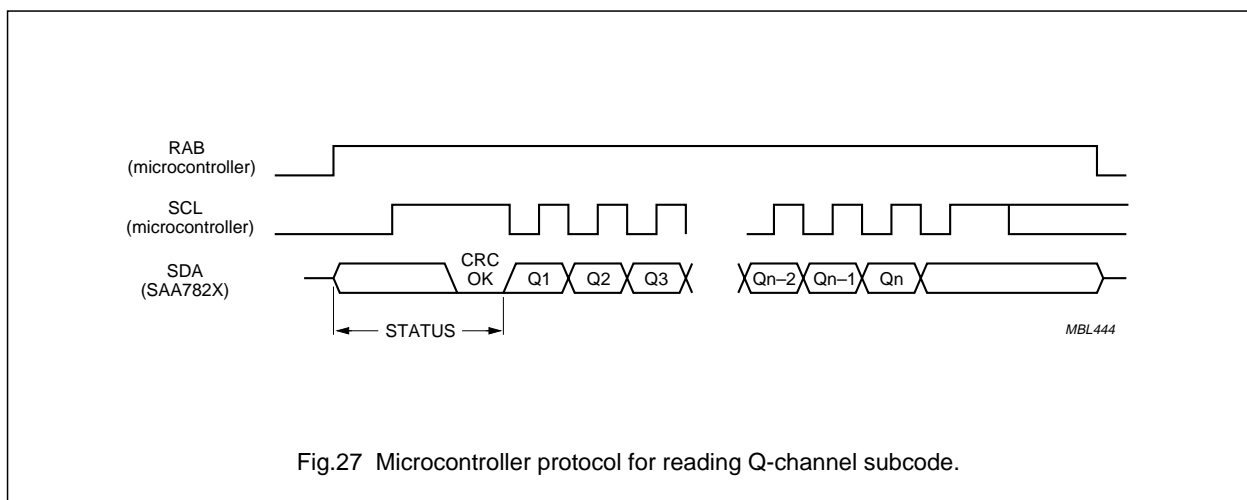 RAB
(microcontroller)
SCL
(microcontroller)
SDA
(SAA782X)
CRC
OK
Q1 Q2 Q3 Qn–2 Qn–1 Qn
STATUS
MBL444
Fig.27 Microcontroller protocol for reading Q-channel subcode.